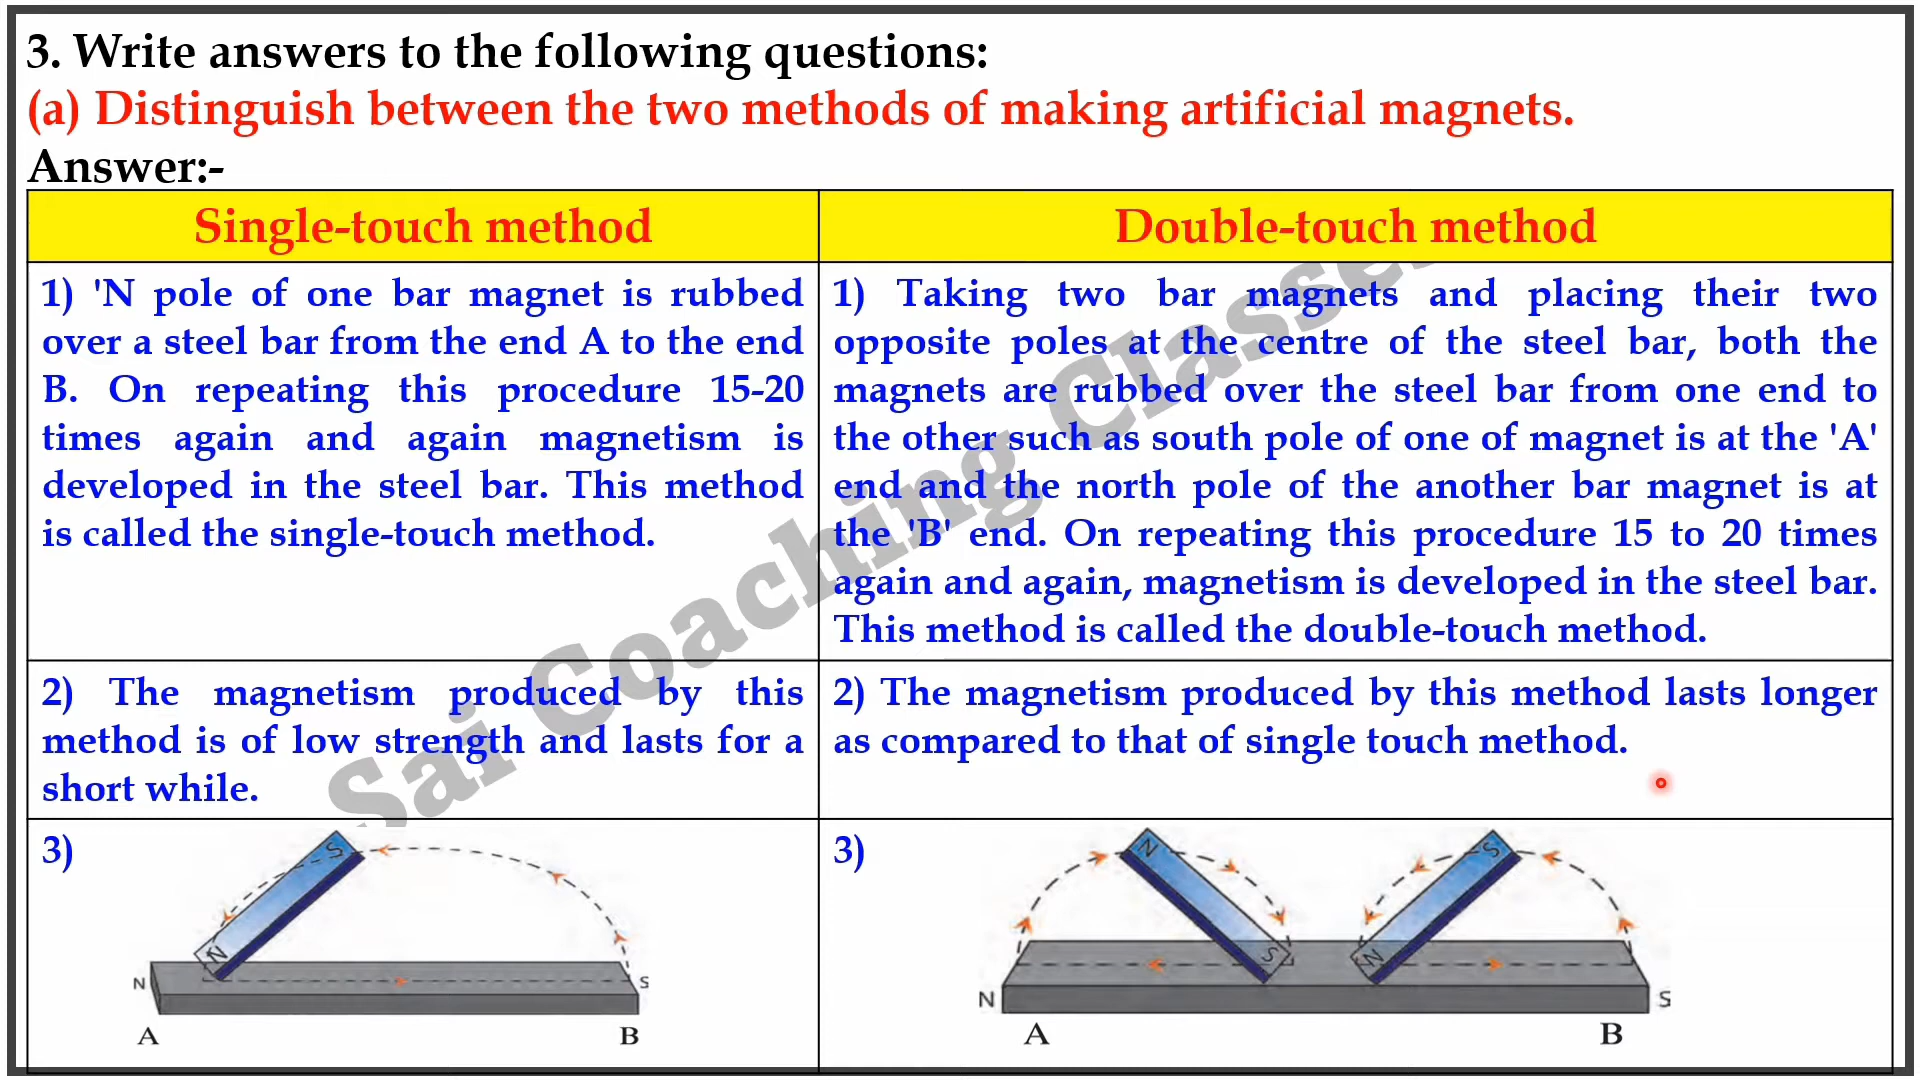 3. Write answers to the following questions:
(a) Distinguish between the two methods of making artificial magnets.
Answer:-
Single-touch method
Double-touch method
1) 'N pole of one bar magnet is rubbed
over a steel bar from the end A to the end
B. On repeating this procedure 15-20
times again and again magnetism is
developed in the steel bar. This method
is called the single-touch method.
1) Taking two bar magnets and placing their two
opposite poles at the centre of the steel bar, both the
magnets are rubbed over the steel bar from one end to
the other such as south pole of one of magnet is at the 'A'
end and the north pole of the another bar magnet is at
the 'B' end. On repeating this procedure 15 to 20 times
again and again, magnetism is developed in the steel bar.
This method is called the double-touch method.
2) The magnetism produced by this
method is of low strength and lasts for a
short while.
2) The magnetism produced by this method lasts longer
as compared to that of single touch method.
3)
S
N
N
S
A
B
3)
N
S
S
N
N
S
A
B
Sai Coaching Classes